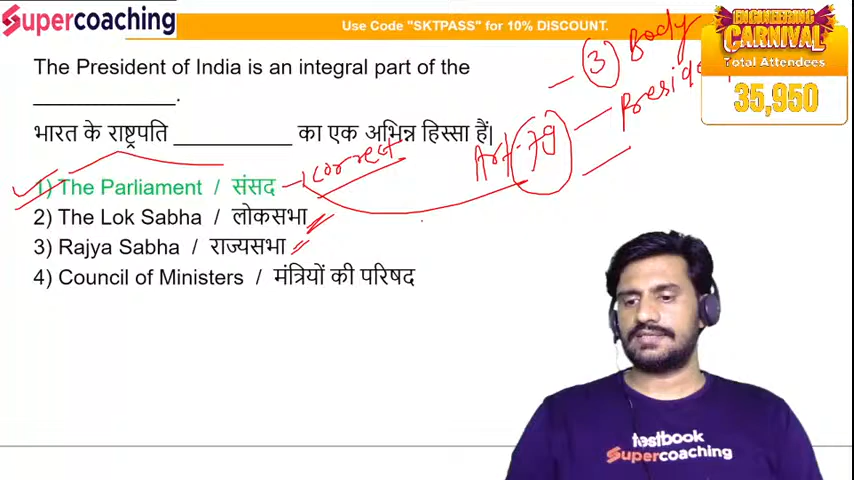 Supercoaching
Use Code "SKTPASS" for 10% DISCOUNT.
ENGINEERING
CARNIVAL
Total Attendees
35,950
The President of India is an integral part of the
____________.
भारत के राष्ट्रपति __________ का एक अभिन्न हिस्सा हैं|
1) The Parliament / संसद
2) The Lok Sabha / लोकसभा
3) Rajya Sabha / राज्यसभा
4) Council of Ministers / मंत्रियों की परिषद
correct
Art. 79
3 Body
testbook
Supercoaching